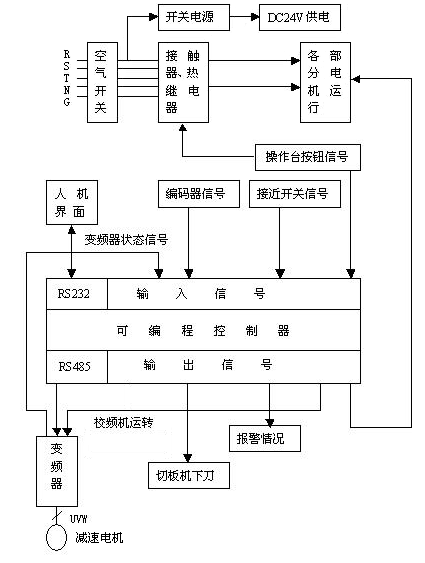 开关电源
DC24V 供电
R
S
T
N
G
空气开关
接触
器、热
继电
器
各部
分电
机运
行
操作台按钮信号
人机
界面
编码器信号
接近开关信号
变频器状态信号
RS232
输入信号
可编程控制器
RS485
输出信号
校频机运转
报警情况
变频器
切板机下刀
UVW
减速电机